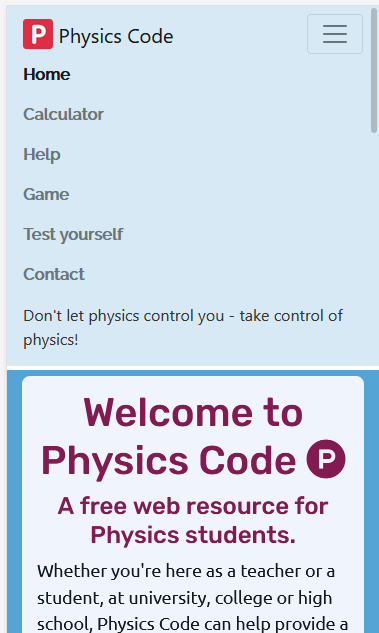 P Physics Code
Home
Calculator
Help
Game
Test yourself
Contact
Don't let physics control you - take control of
physics!
Welcome to
Physics Code P
A free web resource for
Physics students.
Whether you're here as a teacher or a
student, at university, college or high
school, Physics Code can help provide a